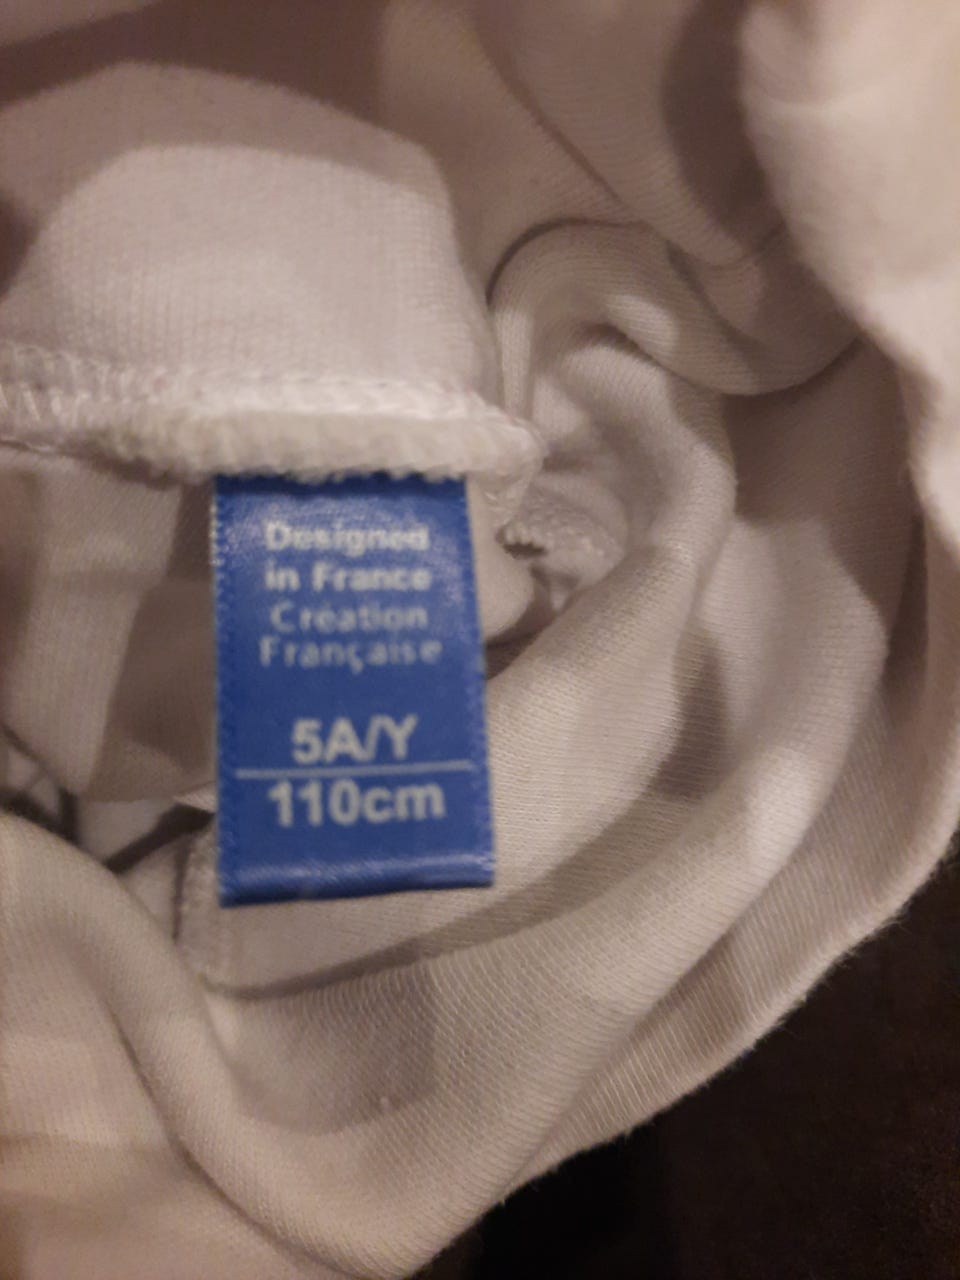 Designed
in France
Création
Française
5A/Y
110cm